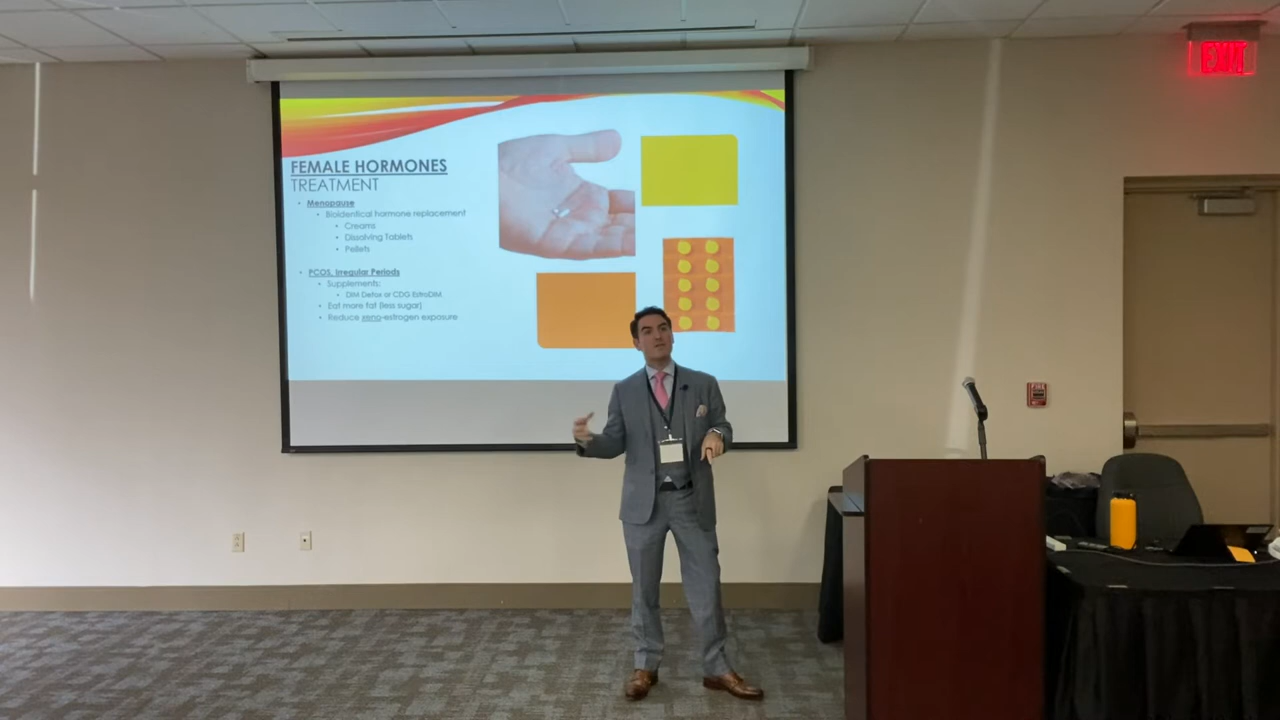 FEMALE HORMONES
TREATMENT
• Menopause
• Bioidentical hormone replacement
• Creams
• Dissolving Tablets
• Pellets
• PCOS, Irregular Periods
• Supplements:
• DIM Detox or CDG EstroDIM
• Eat more fat (less sugar)
• Reduce xeno-estrogen exposure
EXIT
FIRE